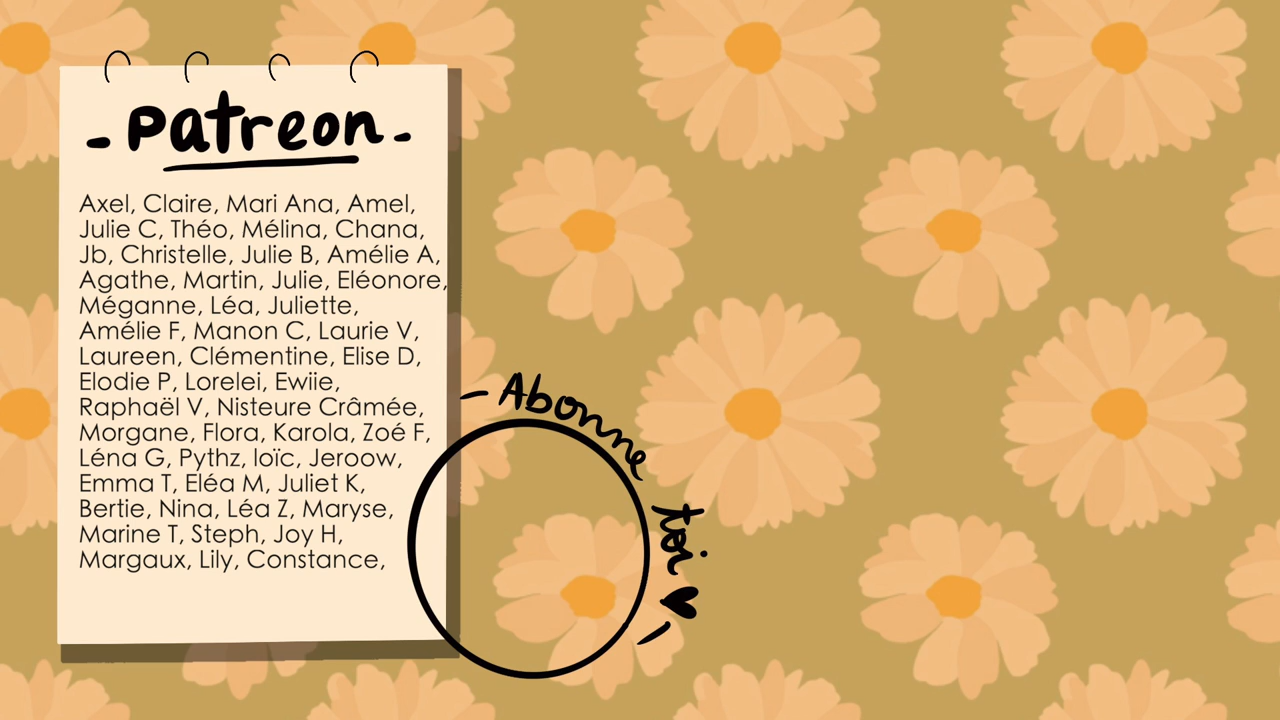 - Patreon -
Axel, Claire, Mari Ana, Amel,
Julie C, Théo, Mélina, Chana,
Jb, Christelle, Julie B, Amélie A,
Agathe, Martin, Julie, Eléonore,
Méganne, Léa, Juliette,
Amélie F, Manon C, Laurie V,
Laureen, Clémentine, Elise D,
Elodie P, Lorelei, Ewiie,
Raphaël V, Nisteure Crâmée,
Morgane, Flora, Karola, Zoé F,
Léna G, Pythz, loïc, Jeroow,
Emma T, Eléa M, Juliet K,
Bertie, Nina, Léa Z, Maryse,
Marine T, Steph, Joy H,
Margaux, Lily, Constance,
- Abonne toi ♥ -